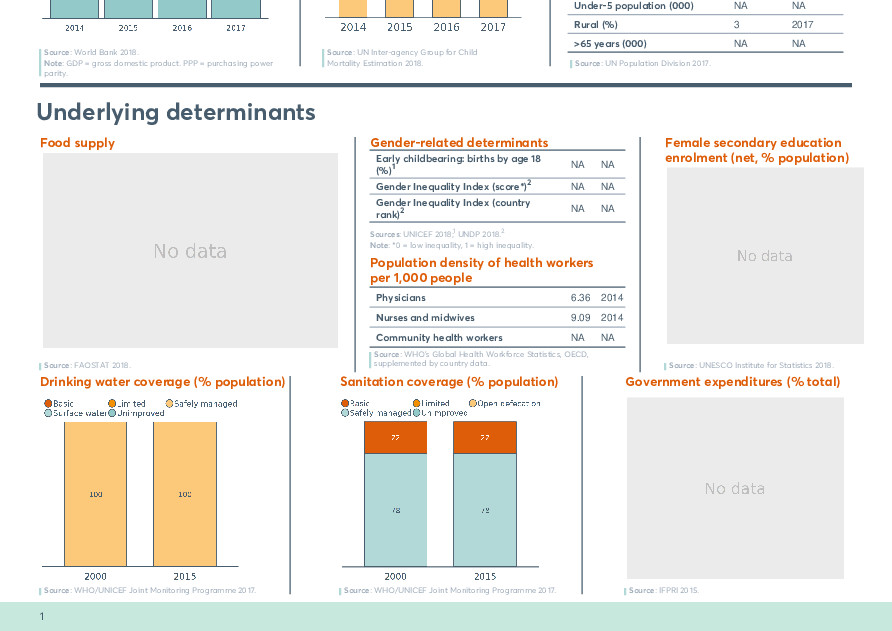 2014 2015 2016 2017
Source: World Bank 2018.
Note: GDP = gross domestic product. PPP = purchasing power
parity.
2014 2015 2016 2017
Source: UN Inter-agency Group for Child
Mortality Estimation 2018.
Under-5 population (000) NA NA
Rural (%) 3 2017
>65 years (000) NA NA
Source: UN Population Division 2017.
Underlying determinants
Food supply
No data
Source: FAOSTAT 2018.
Gender-related determinants
Early childbearing: births by age 18
(%)1 NA NA
Gender Inequality Index (score*)2 NA NA
Gender Inequality Index (country
rank)2 NA NA
Sources: UNICEF 2018,1 UNDP 2018.2
Note: *0 = low inequality, 1 = high inequality.
Population density of health workers
per 1,000 people
Physicians 6.36 2014
Nurses and midwives 9.09 2014
Community health workers NA NA
Source: WHO's Global Health Workforce Statistics, OECD,
supplemented by country data.
Female secondary education
enrolment (net, % population)
No data
Source: UNESCO Institute for Statistics 2018.
Drinking water coverage (% population)
Basic Limited Safely managed
Surface water Unimproved
100 100
2000 2015
Source: WHO/UNICEF Joint Monitoring Programme 2017.
Sanitation coverage (% population)
Basic Limited Open defecation
Safely managed Unimproved
22 22
78 78
2000 2015
Source: WHO/UNICEF Joint Monitoring Programme 2017.
Government expenditures (% total)
No data
Source: IFPRI 2015.
1